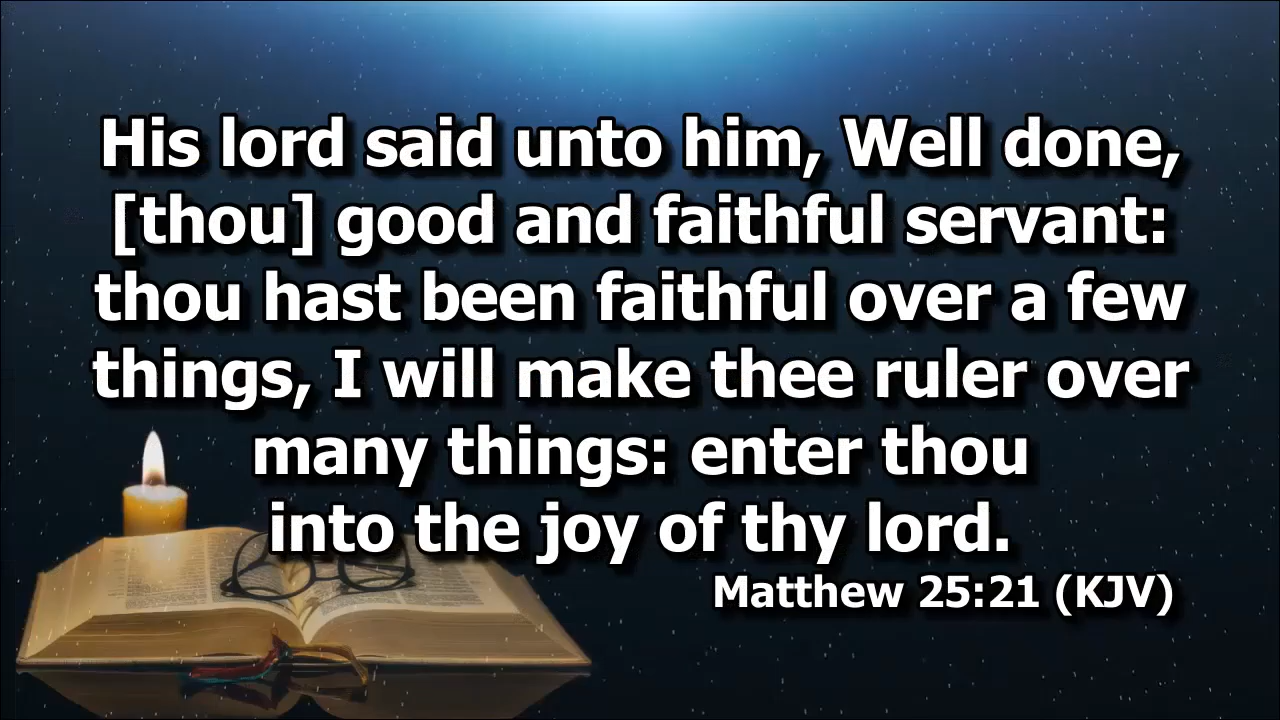 His lord said unto him, Well done,
[thou] good and faithful servant:
thou hast been faithful over a few
things, I will make thee ruler over
many things: enter thou
into the joy of thy lord.
Matthew 25:21 (KJV)